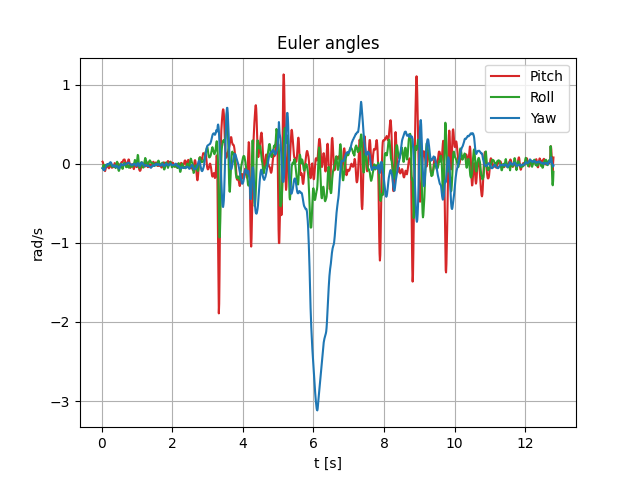 Euler angles
Pitch
Roll
Yaw
1
0
−1
−2
−3
rad/s
0
2
4
6
8
10
12
t [s]